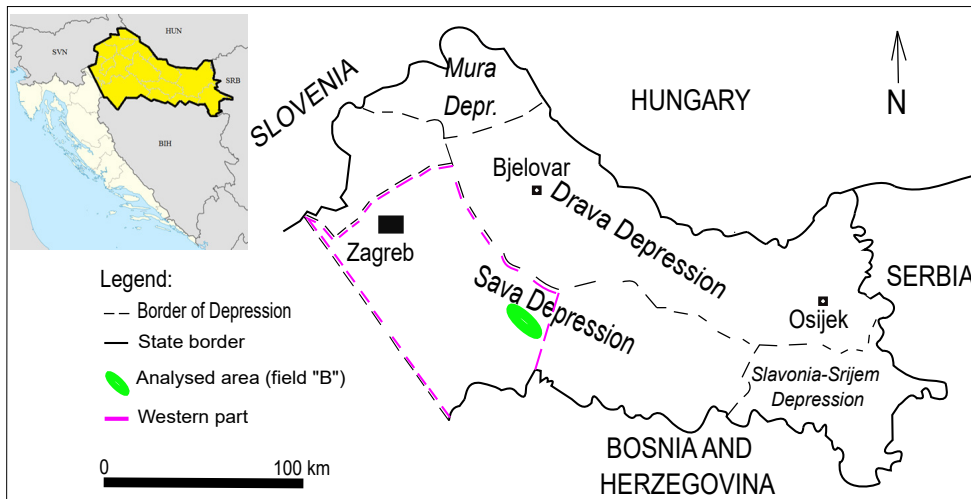 HUN
SVN
SRB
BIH
SLOVENIA
Mura
Depr.
HUNGARY
N
Bjelovar
Drava Depression
Zagreb
Sava Depression
SERBIA
Osijek
Slavonia-Srijem
Depression
BOSNIA AND
HERZEGOVINA
Legend:
Border of Depression
State border
Analysed area (field "B")
Western part
0
100 km